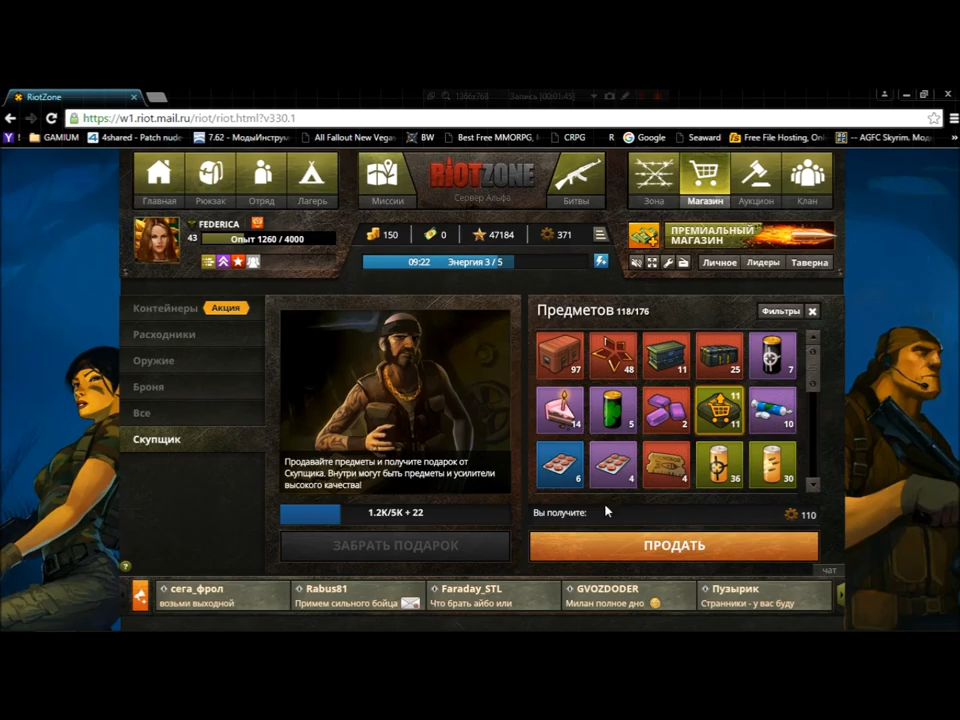 RiotZone
1366x768 Запись [00:01:45]
https://w1.riot.mail.ru/riot/riot.html?v330.1
GAMIUM
4shared - Patch nude
7.62 - МодыИнструм
All Fallout New Vega
BW
Best Free MMORPG,
CRPG
R
Google
Seaward
Free File Hosting, Onl
AGFC Skyrim. Мод
Главная
Рюкзак
Отряд
Лагерь
Миссии
RIOTZONE
Сервер Альфа
Битвы
Зона
Магазин
Аукцион
Клан
FEDERICA
43
Опыт 1260 / 4000
150
0
47184
371
ПРЕМИАЛЬНЫЙ
МАГАЗИН
09:22 Энергия 3 / 5
Личное
Лидеры
Таверна
Контейнеры
Акция
Расходники
Оружие
Броня
Все
Скупщик
Продавайте предметы и получите подарок от
Скупщика. Внутри могут быть предметы и усилители
высокого качества!
1.2K/5K + 22
ЗАБРАТЬ ПОДАРОК
Предметов 118/176
Фильтры
97
48
11
25
7
14
5
2
11
11
10
6
4
4
36
30
Вы получите:
110
ПРОДАТЬ
чат
сега_фрол
возьми выходной
Rabus81
Примем сильного бойца
Faraday_STL
Что брать айбо или
GVOZDODER
Милан полное дно
Пузырик
Странники - у вас буду